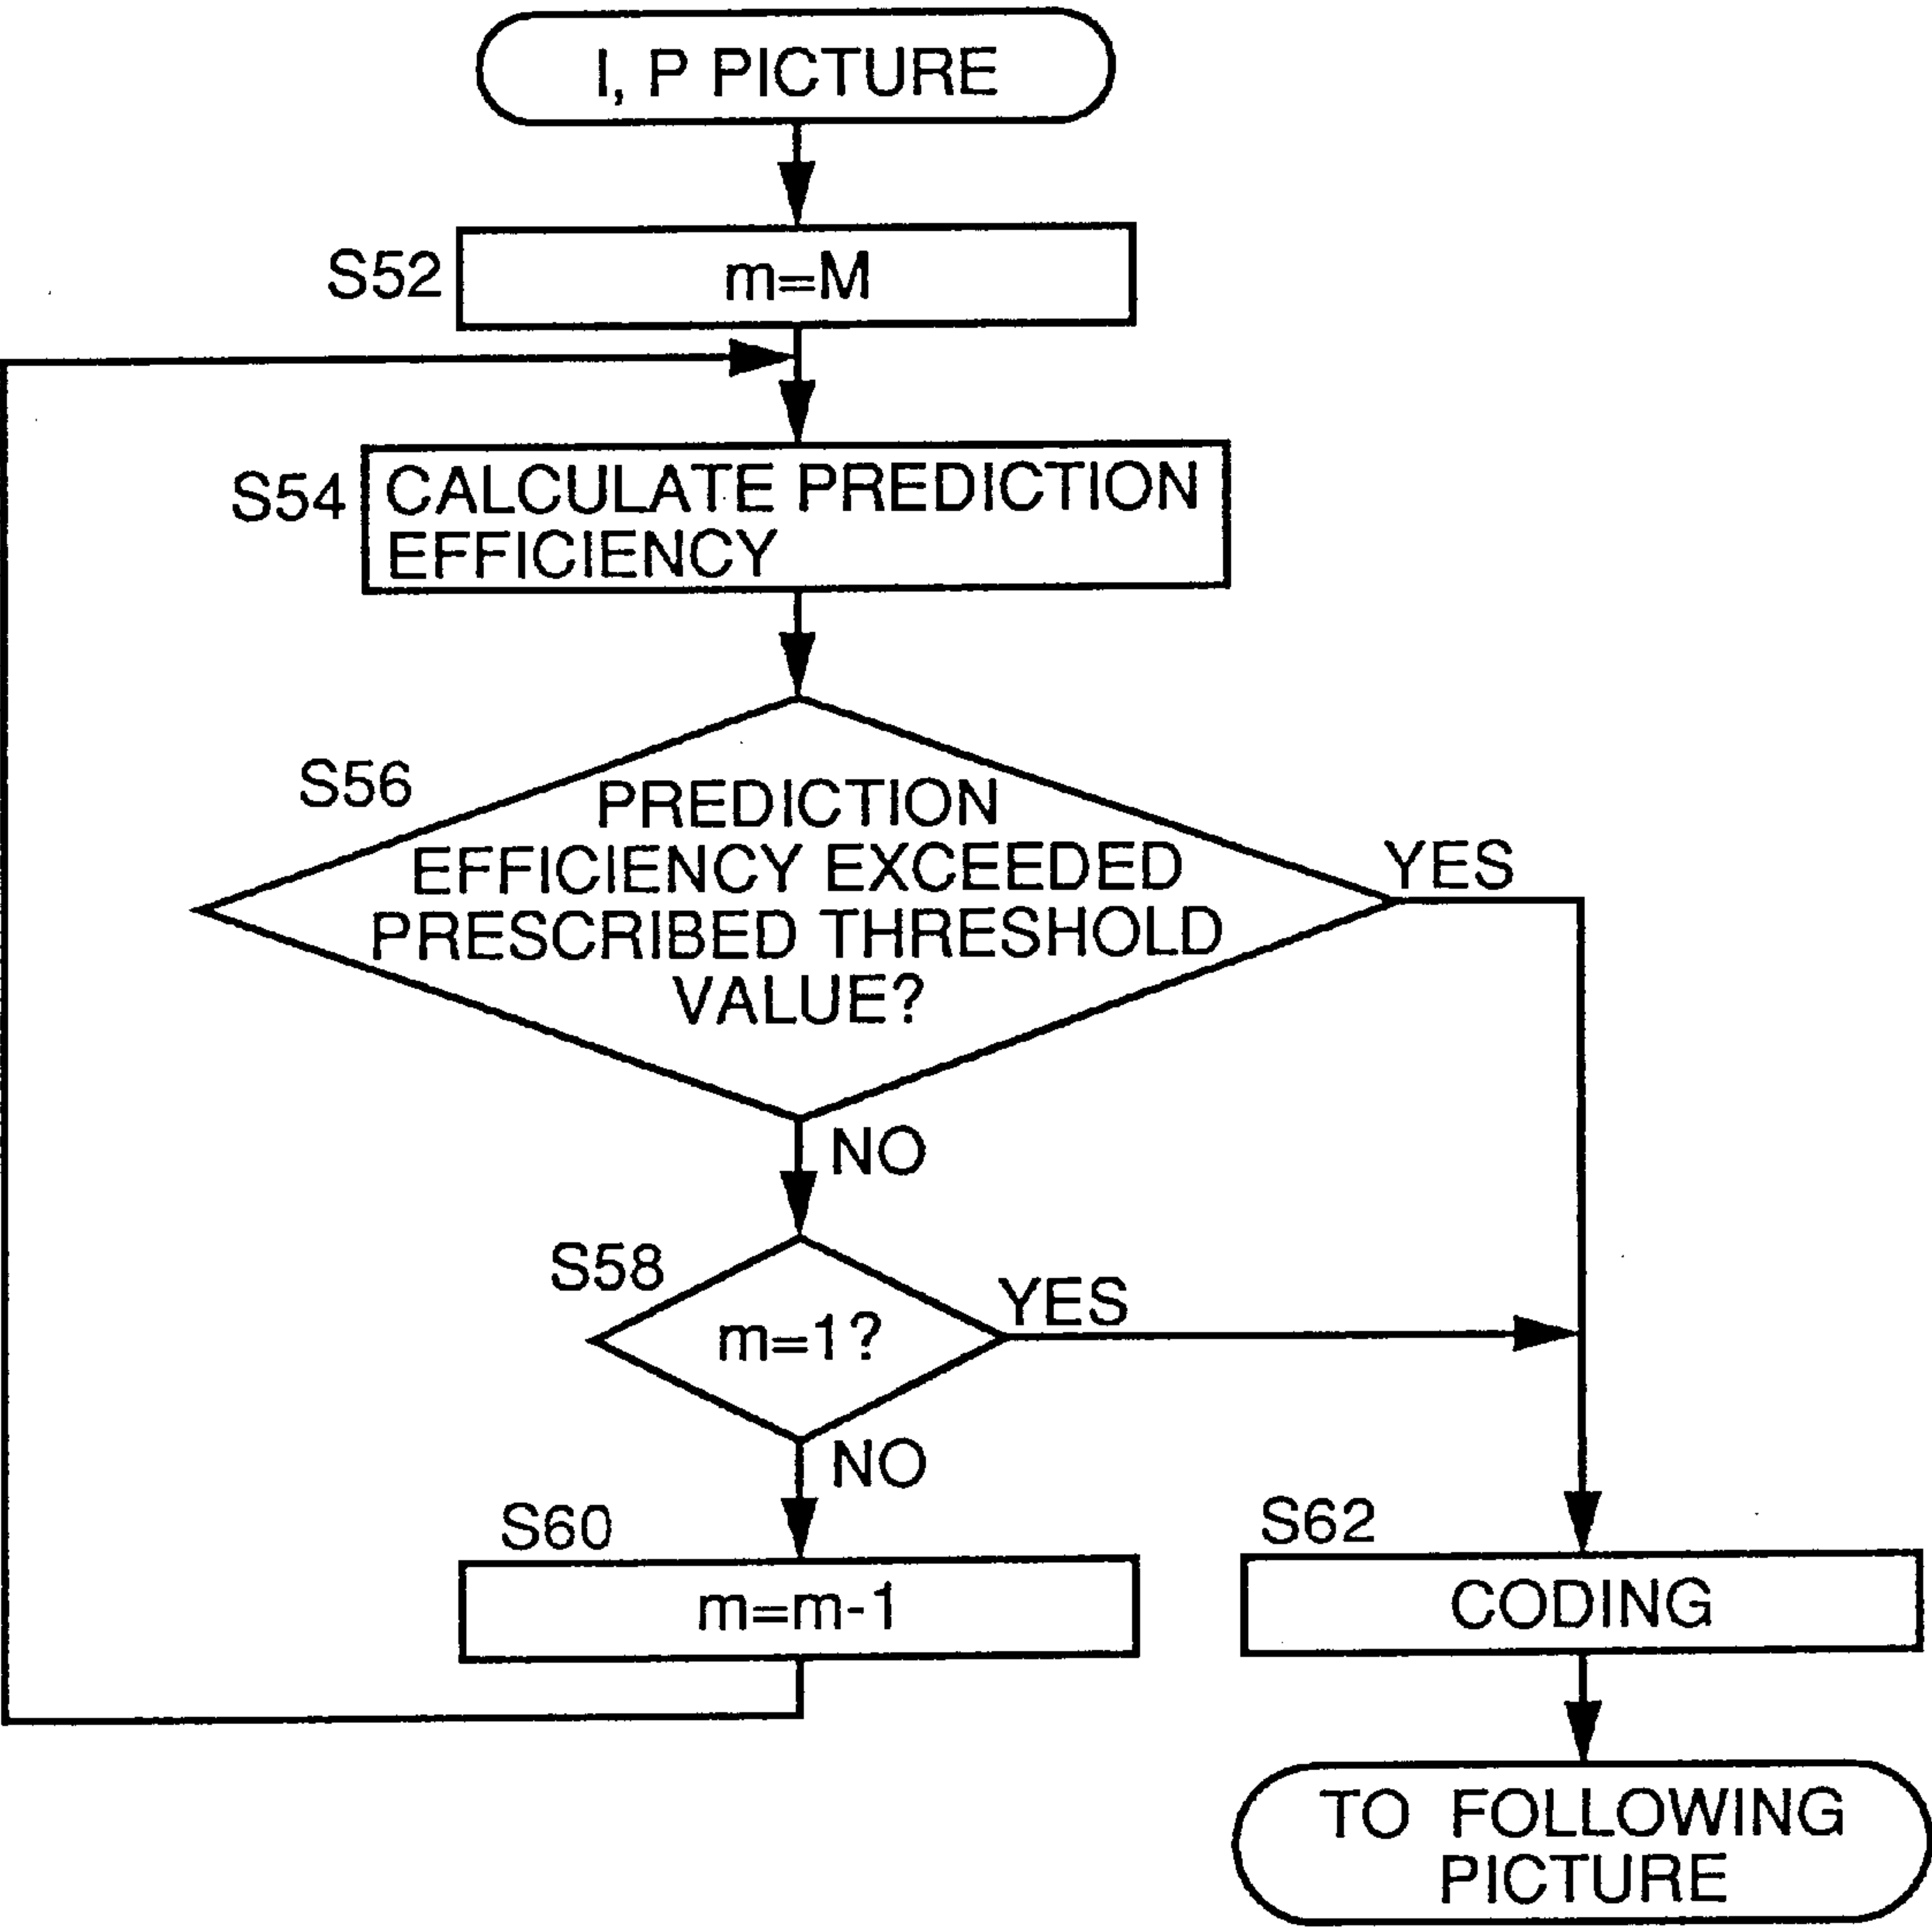 I, P PICTURE
S52
m=M
S54
CALCULATE PREDICTION
EFFICIENCY
S56
PREDICTION
EFFICIENCY EXCEEDED
PRESCRIBED THRESHOLD
VALUE?
YES
NO
S58
m=1?
YES
NO
S60
m=m-1
S62
CODING
TO FOLLOWING
PICTURE